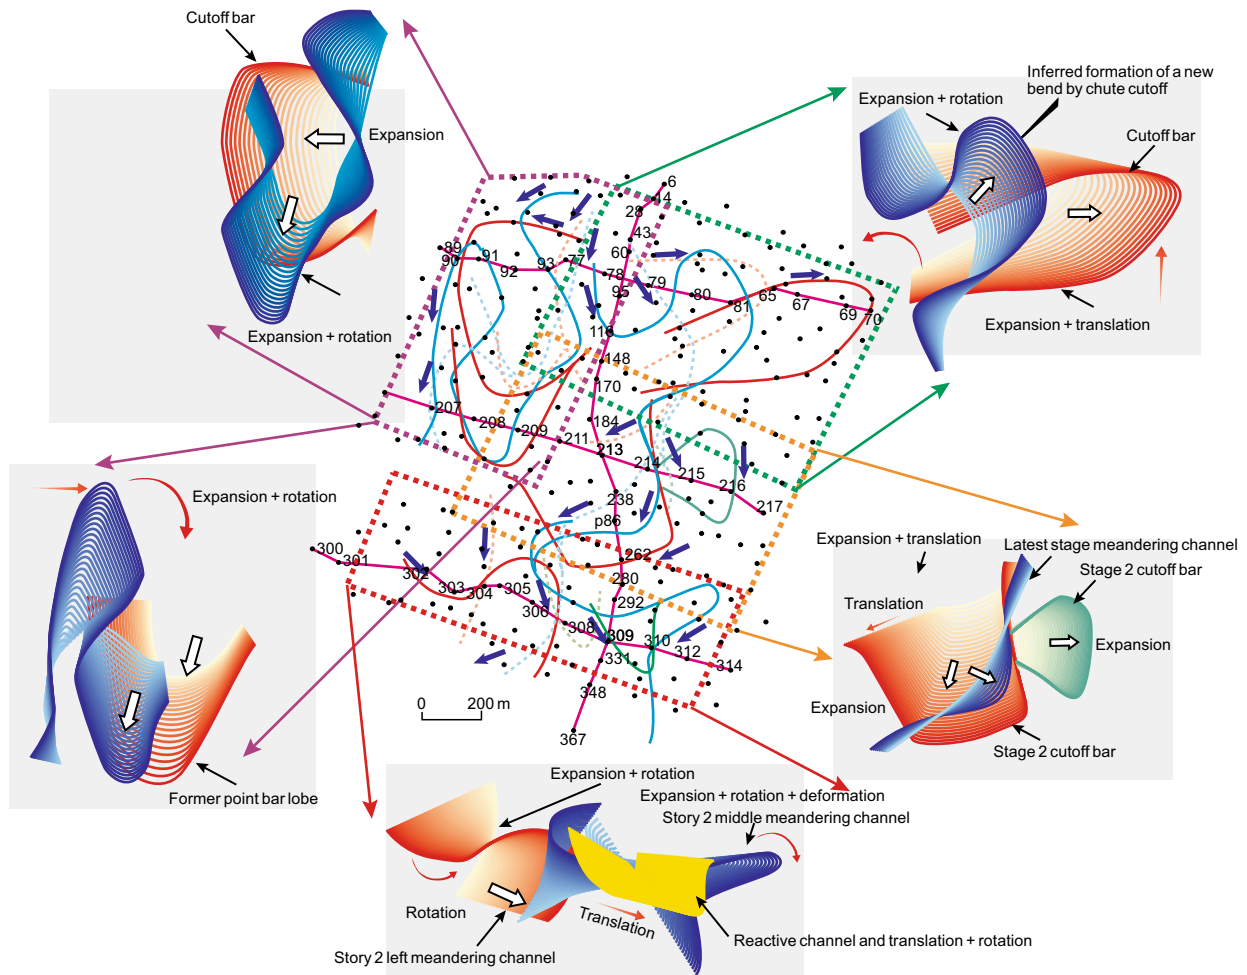 Cutoff bar
Expansion
Expansion + rotation
Inferred formation of a new
bend by chute cutoff
Expansion + rotation
Cutoff bar
Expansion + translation
6
14
28
43
60
89
90
91
92
93
77
78
79
95
80
81
65
67
69
70
116
148
170
184
207
208
209
211
213
214
215
216
217
238
p86
262
280
292
300
301
302
303
304
305
306
308
309
310
312
314
331
348
367
0
200 m
Expansion + rotation
Former point bar lobe
Expansion + translation
Latest stage meandering channel
Stage 2 cutoff bar
Translation
Expansion
Expansion
Stage 2 cutoff bar
Expansion + rotation
Expansion + rotation + deformation
Story 2 middle meandering channel
Rotation
Translation
Reactive channel and translation + rotation
Story 2 left meandering channel